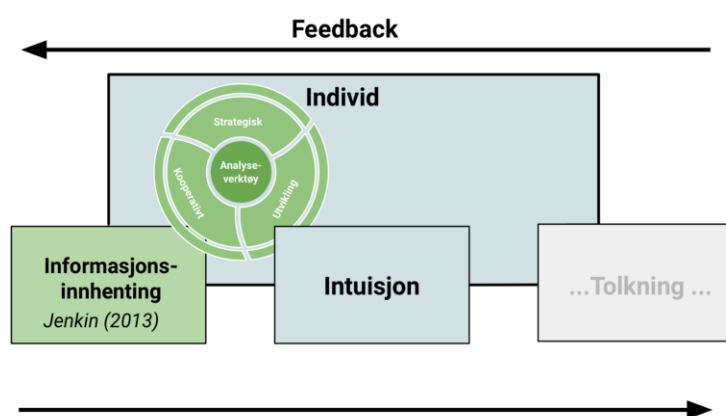 Feedback
Individ
Strategisk
Analyse-
verktøy
Kooperativt
Utvikling
Informasjons-
innhenting
Jenkin (2013)
Intuisjon
...Tolkning ...